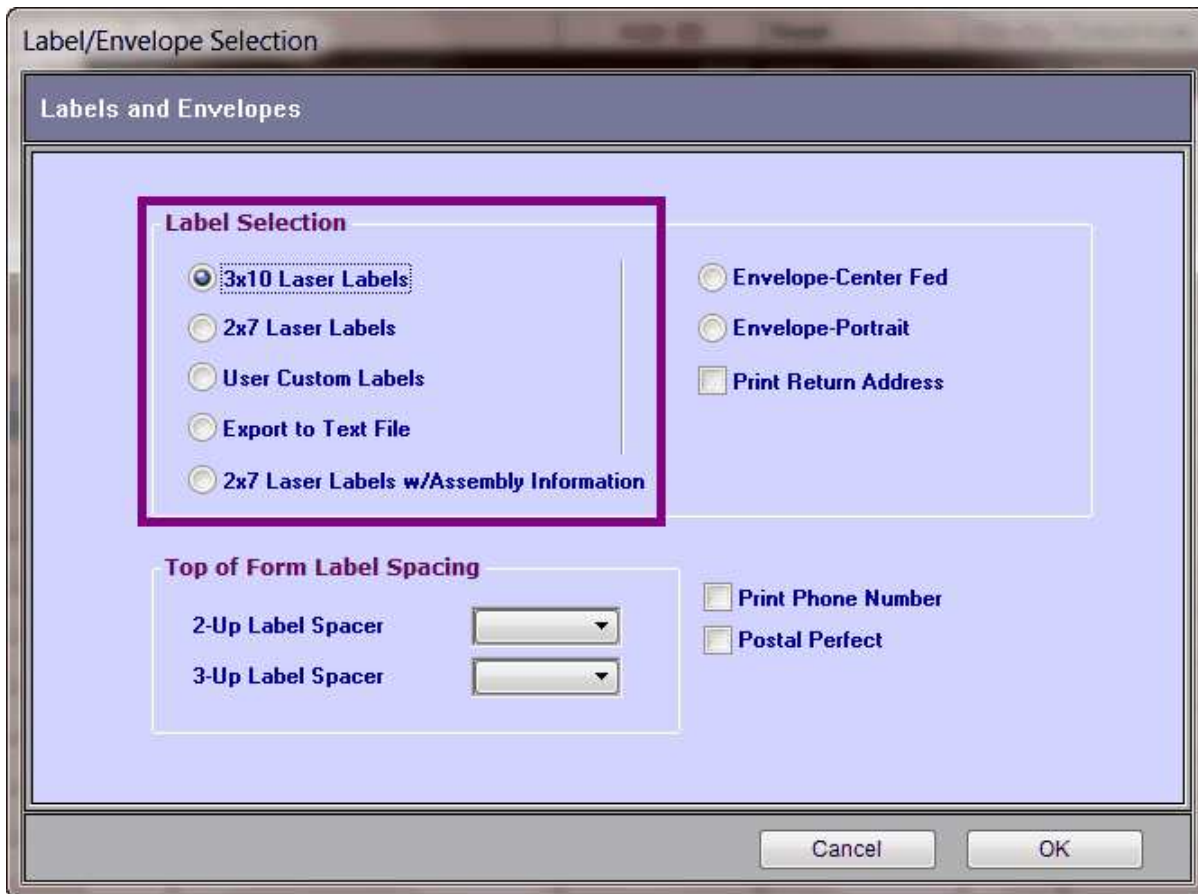 Label/Envelope Selection
Labels and Envelopes
Label Selection
3x10 Laser Labels
2x7 Laser Labels
User Custom Labels
Export to Text File
2x7 Laser Labels w/Assembly Information
Envelope-Center Fed
Envelope-Portrait
Print Return Address
Top of Form Label Spacing
2-Up Label Spacer
3-Up Label Spacer
Print Phone Number
Postal Perfect
Cancel
OK